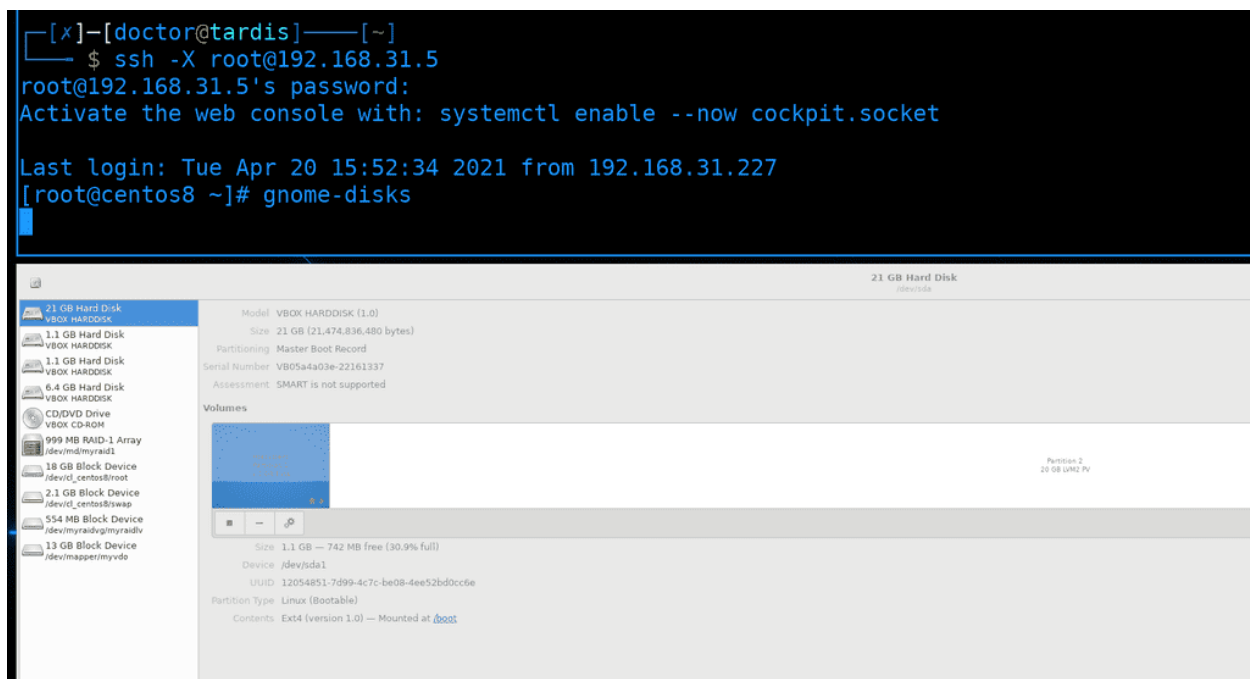 [✗]—[doctor@tardis]——[~]
$ ssh -X root@192.168.31.5
root@192.168.31.5's password:
Activate the web console with: systemctl enable --now cockpit.socket
Last login: Tue Apr 20 15:52:34 2021 from 192.168.31.227
[root@centos8 ~]# gnome-disks
21 GB Hard Disk
/dev/sda
21 GB Hard Disk
VBOX HARDDISK
1.1 GB Hard Disk
VBOX HARDDISK
1.1 GB Hard Disk
VBOX HARDDISK
6.4 GB Hard Disk
VBOX HARDDISK
CD/DVD Drive
VBOX CD-ROM
999 MB RAID-1 Array
/dev/md/myraid1
18 GB Block Device
/dev/cl_centos8/root
2.1 GB Block Device
/dev/cl_centos8/swap
554 MB Block Device
/dev/myraidvg/myraidlv
13 GB Block Device
/dev/mapper/myvdo
Model VBOX HARDDISK (1.0)
Size 21 GB (21,474,836,480 bytes)
Partitioning Master Boot Record
Serial Number VB05a4a03e-22161337
Assessment SMART is not supported
Volumes
Partition 2
20 GB LVM2 PV
Size 1.1 GB — 742 MB free (30.9% full)
Device /dev/sda1
UUID 12054851-7d99-4c7c-be08-4ee52bd0cc6e
Partition Type Linux (Bootable)
Contents Ext4 (version 1.0) — Mounted at /boot